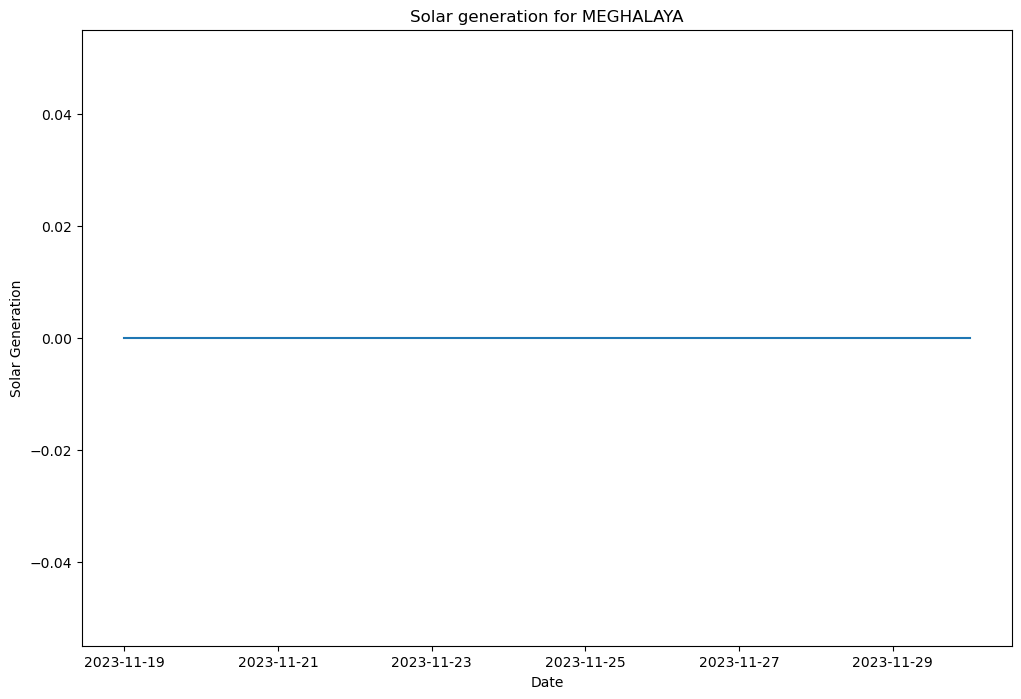 Solar generation for MEGHALAYA
0.04
0.02
0.00
−0.02
−0.04
Solar Generation
2023-11-19 2023-11-21 2023-11-23 2023-11-25 2023-11-27 2023-11-29
Date